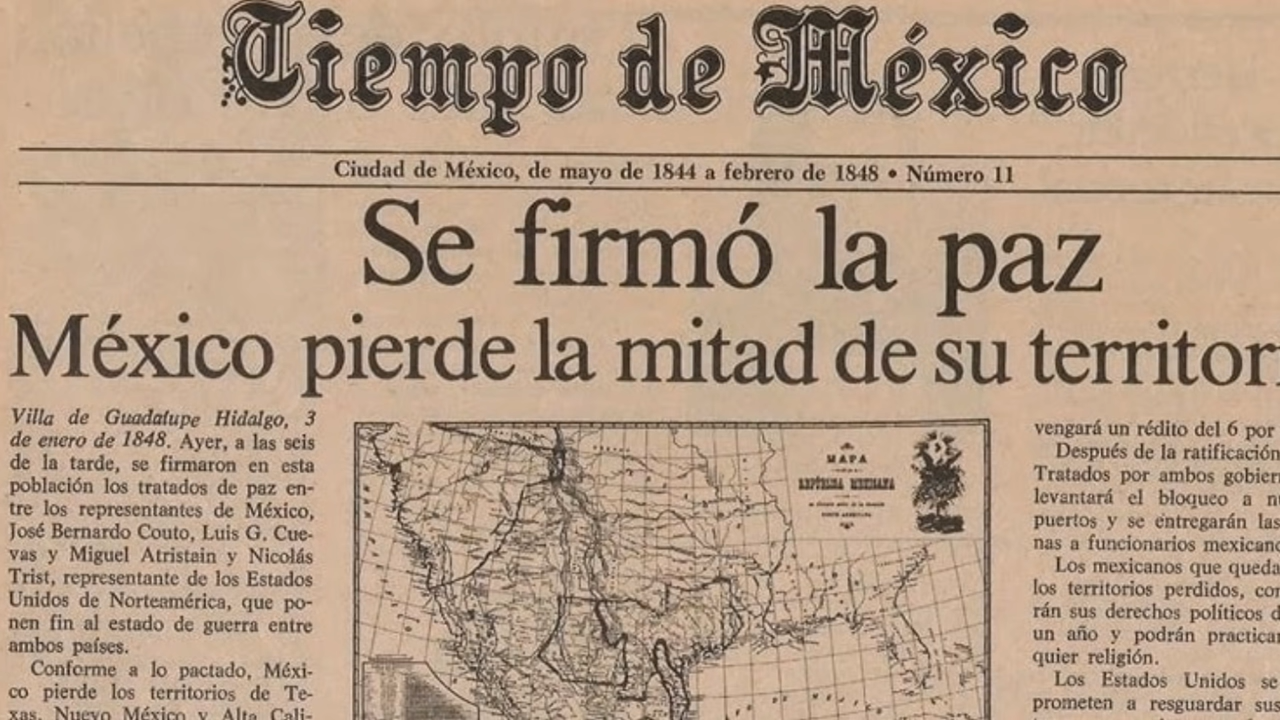 Tiempo de México
Ciudad de México, de mayo de 1844 a febrero de 1848 • Número 11
Se firmó la paz
México pierde la mitad de su territori
Villa de Guadalupe Hidalgo, 3
de enero de 1848. Ayer, a las seis
de la tarde, se firmaron en esta
población los tratados de paz en-
tre los representantes de México,
José Bernardo Couto, Luis G. Cue-
vas y Miguel Atristain y Nicolás
Trist, representante de los Estados
Unidos de Norteamérica, que po-
nen fin al estado de guerra entre
ambos países.
Conforme a lo pactado, Méxi-
co pierde los territorios de Te-
xas, Nuevo México y Alta Cali-
MAPA
REPÚBLICA MEXICANA
vengará un rédito del 6 por
Después de la ratificación
Tratados por ambos gobier
levantará el bloqueo a n
puertos y se entregarán las
nas a funcionarios mexicano
Los mexicanos que queda
los territorios perdidos, con
rán sus derechos políticos d
un año y podrán practicar
quier religión.
Los Estados Unidos se
prometen a resguardar sus